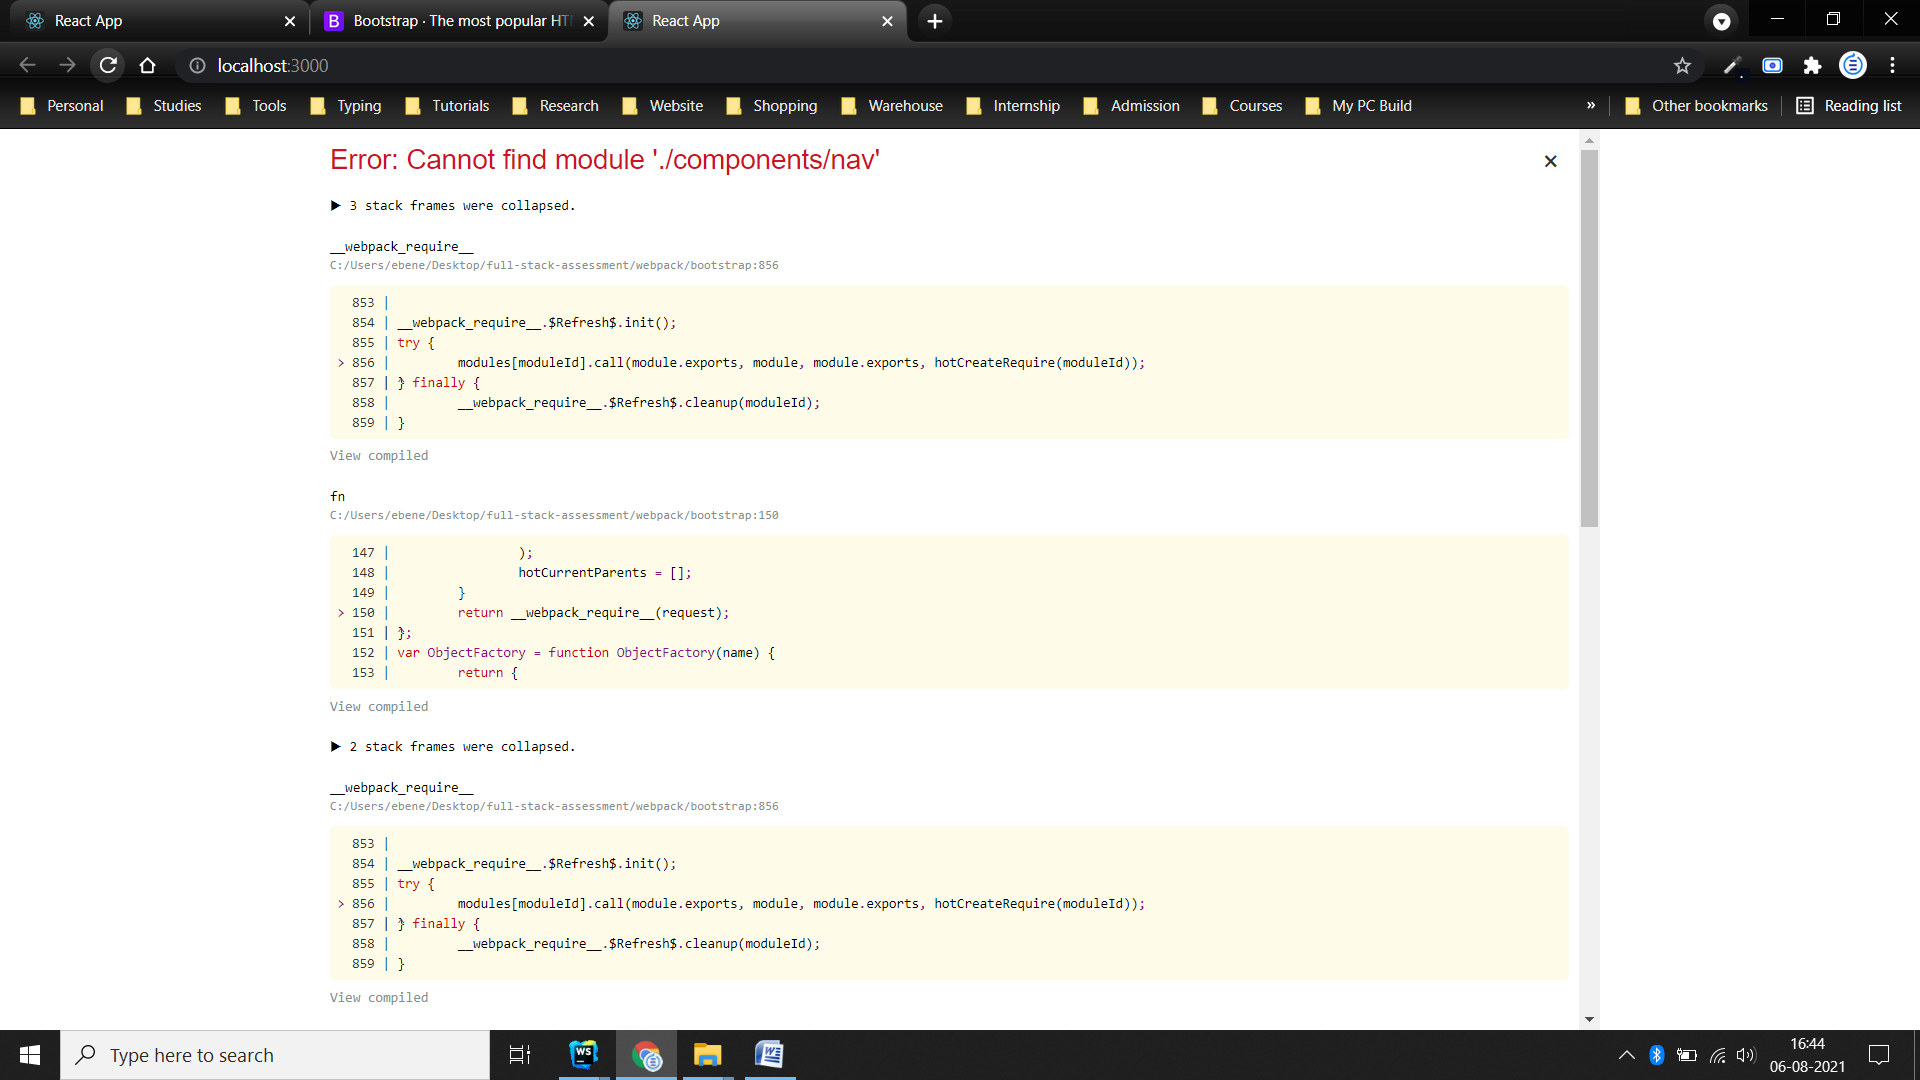 React App
Bootstrap · The most popular HT
React App
localhost:3000
Personal Studies Tools Typing Tutorials Research Website Shopping Warehouse Internship Admission Courses My PC Build » Other bookmarks Reading list
Error: Cannot find module './components/nav'
▶ 3 stack frames were collapsed.
__webpack_require__
C:/Users/ebene/Desktop/full-stack-assessment/webpack/bootstrap:856
853 |
854 | __webpack_require__.$Refresh$.init();
855 | try {
> 856 | modules[moduleId].call(module.exports, module, module.exports, hotCreateRequire(moduleId));
857 | } finally {
858 | __webpack_require__.$Refresh$.cleanup(moduleId);
859 | }
View compiled
fn
C:/Users/ebene/Desktop/full-stack-assessment/webpack/bootstrap:150
147 | );
148 | hotCurrentParents = [];
149 | }
> 150 | return __webpack_require__(request);
151 | };
152 | var ObjectFactory = function ObjectFactory(name) {
153 | return {
View compiled
▶ 2 stack frames were collapsed.
__webpack_require__
C:/Users/ebene/Desktop/full-stack-assessment/webpack/bootstrap:856
853 |
854 | __webpack_require__.$Refresh$.init();
855 | try {
> 856 | modules[moduleId].call(module.exports, module, module.exports, hotCreateRequire(moduleId));
857 | } finally {
858 | __webpack_require__.$Refresh$.cleanup(moduleId);
859 | }
View compiled
Type here to search
WS
16:44
06-08-2021